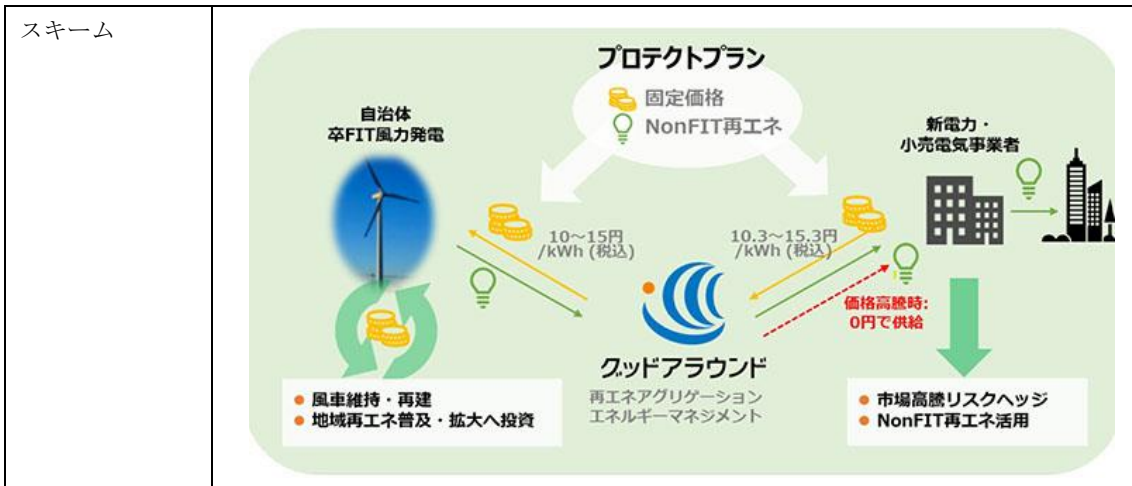 スキーム
プロテクトプラン
固定価格
NonFIT再エネ
自治体
卒FIT風力発電
新電力・
小売電気事業者
10～15円
/kWh (税込)
10.3～15.3円
/kWh (税込)
価格高騰時:
0円で供給
グッドアラウンド
再エネアグリゲーション
エネルギーマネジメント
● 風車維持・再建
● 地域再エネ普及・拡大へ投資
● 市場高騰リスクヘッジ
● NonFIT再エネ活用